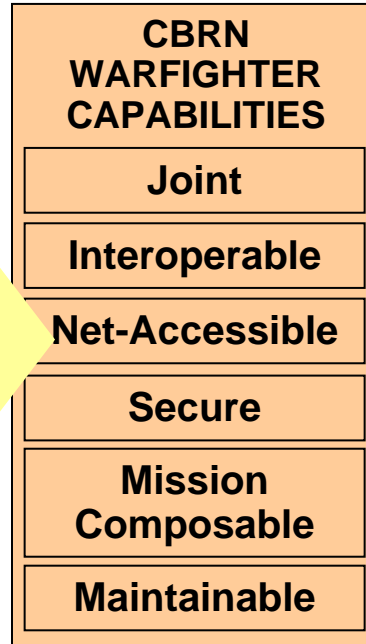 CBRN
WARFIGHTER
CAPABILITIES
Joint
Interoperable
Net-Accessible
Secure
Mission
Composable
Maintainable